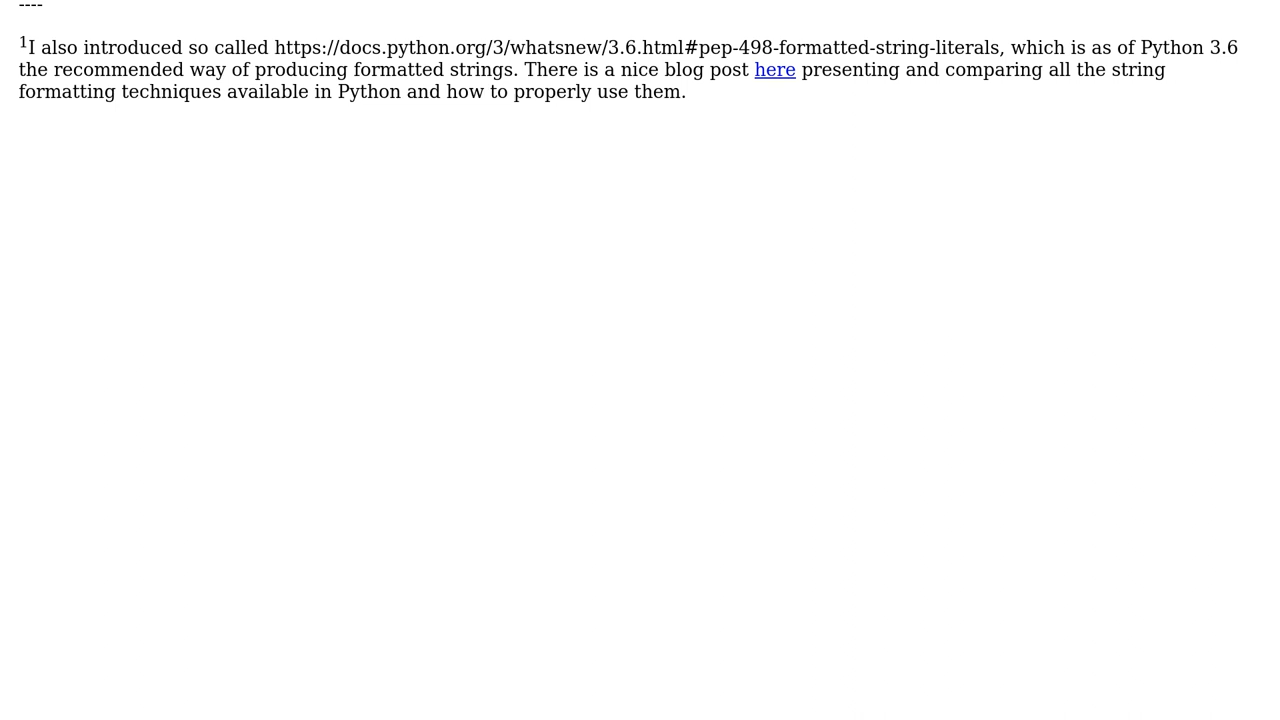 ----
1I also introduced so called https://docs.python.org/3/whatsnew/3.6.html#pep-498-formatted-string-literals, which is as of Python 3.6
the recommended way of producing formatted strings. There is a nice blog post here presenting and comparing all the string
formatting techniques available in Python and how to properly use them.